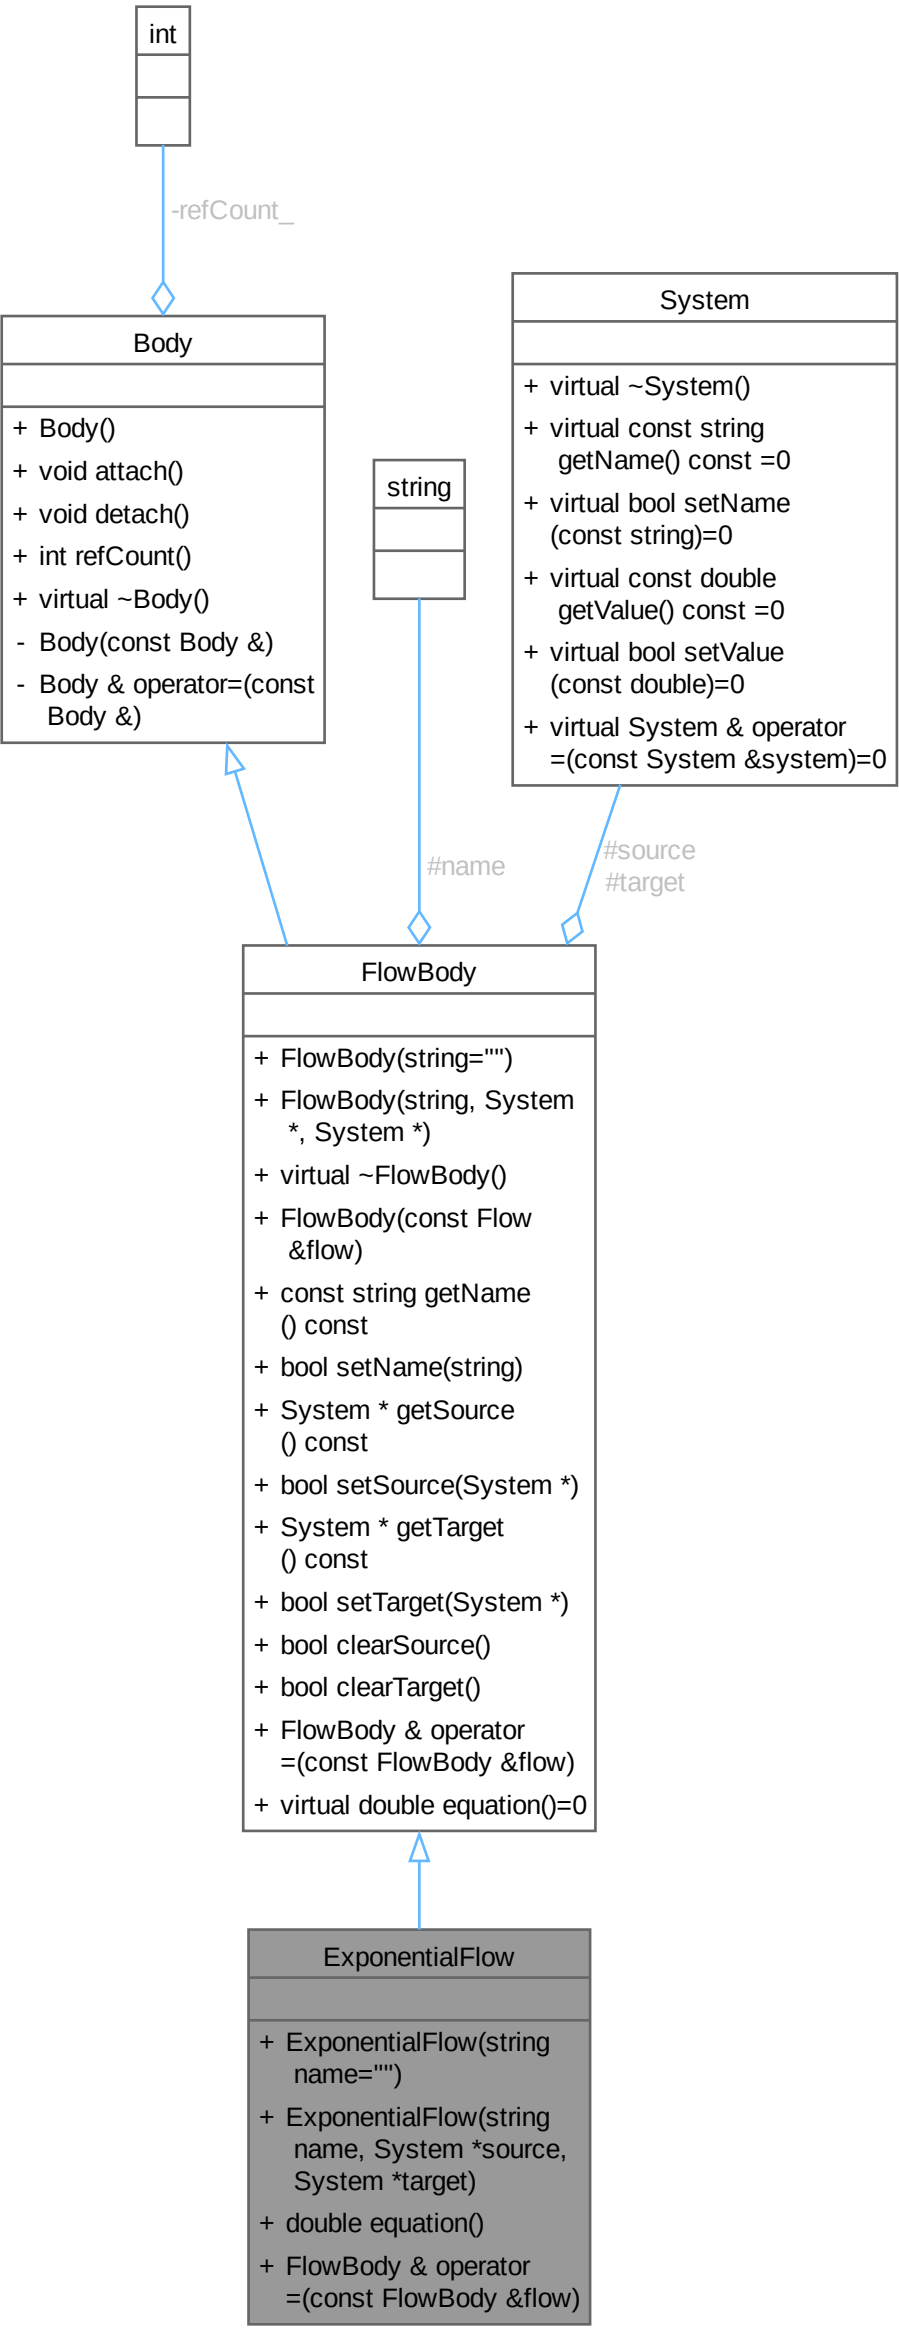 int
-refCount_
Body
+ Body()
+ void attach()
+ void detach()
+ int refCount()
+ virtual ~Body()
- Body(const Body &)
- Body & operator=(const
Body &)
string
#name
System
+ virtual ~System()
+ virtual const string
getName() const =0
+ virtual bool setName
(const string)=0
+ virtual const double
getValue() const =0
+ virtual bool setValue
(const double)=0
+ virtual System & operator
=(const System &system)=0
#source
#target
FlowBody
+ FlowBody(string="")
+ FlowBody(string, System
*, System *)
+ virtual ~FlowBody()
+ FlowBody(const Flow
&flow)
+ const string getName
() const
+ bool setName(string)
+ System * getSource
() const
+ bool setSource(System *)
+ System * getTarget
() const
+ bool setTarget(System *)
+ bool clearSource()
+ bool clearTarget()
+ FlowBody & operator
=(const FlowBody &flow)
+ virtual double equation()=0
ExponentialFlow
+ ExponentialFlow(string
name="")
+ ExponentialFlow(string
name, System *source,
System *target)
+ double equation()
+ FlowBody & operator
=(const FlowBody &flow)